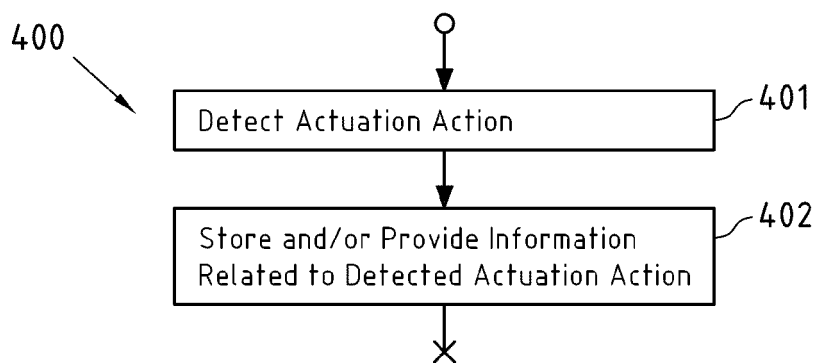 400
Detect Actuation Action
401
Store and/or Provide Information
Related to Detected Actuation Action
402